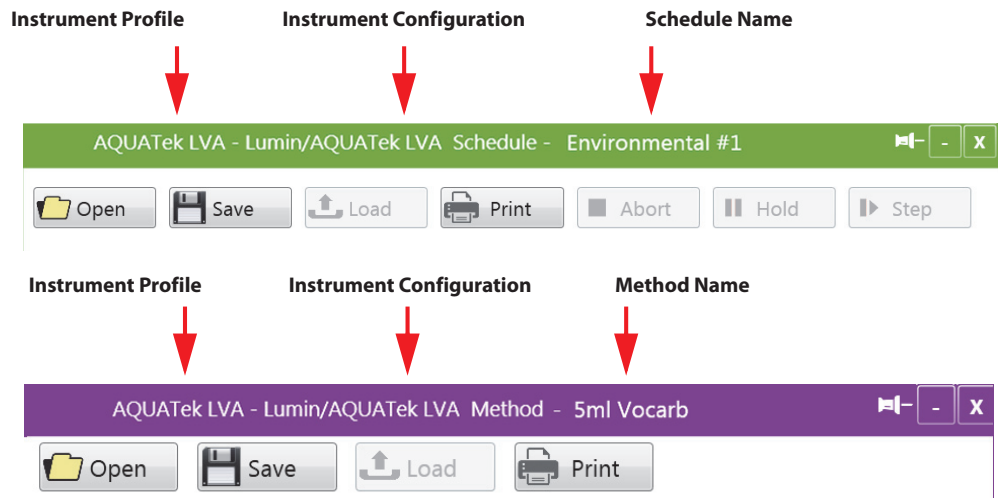 Instrument Profile Instrument Configuration Schedule Name
AQUATek LVA - Lumin/AQUATek LVA Schedule - Environmental #1 - X
Open Save Load Print Abort Hold Step
Instrument Profile Instrument Configuration Method Name
AQUATek LVA - Lumin/AQUATek LVA Method - 5ml Vocarb - X
Open Save Load Print